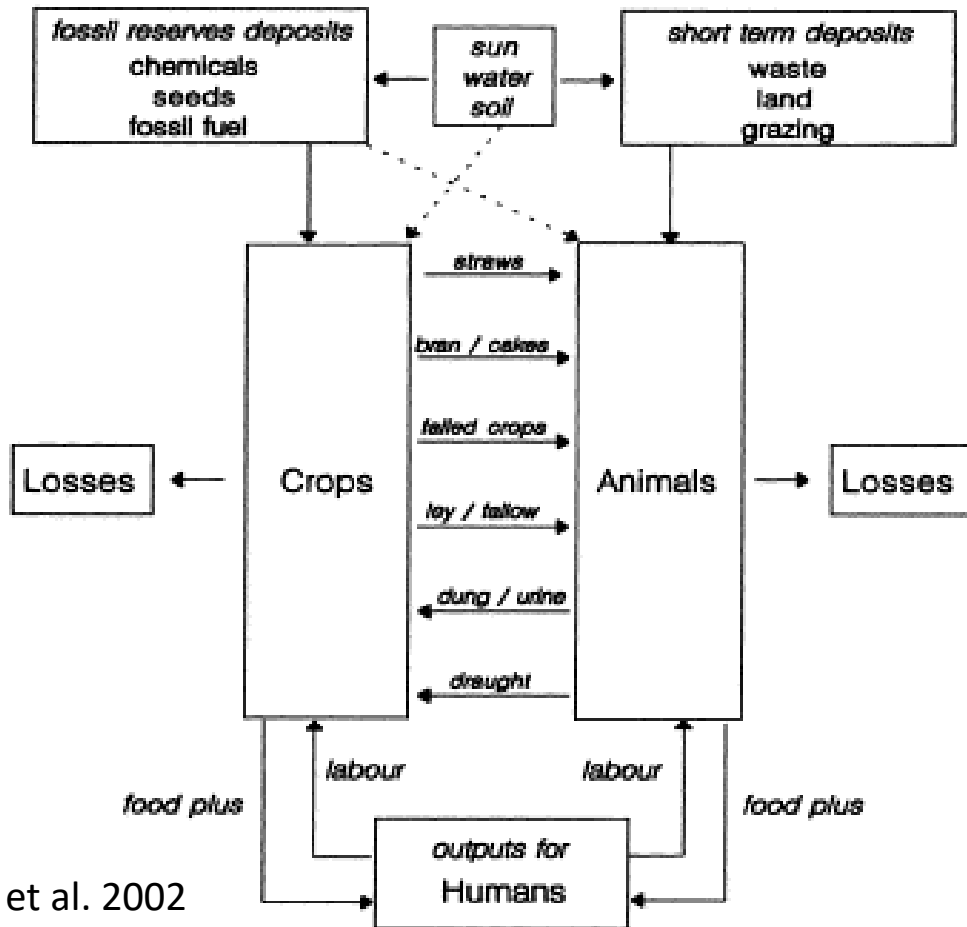 fossil reserves deposits
chemicals
seeds
fossil fuel
sun
water
soil
short term deposits
waste
land
grazing
straws
bran / cakes
failed crops
ley / fallow
dung / urine
draught
Losses
Crops
Animals
Losses
labour
labour
food plus
food plus
outputs for
Humans
et al. 2002